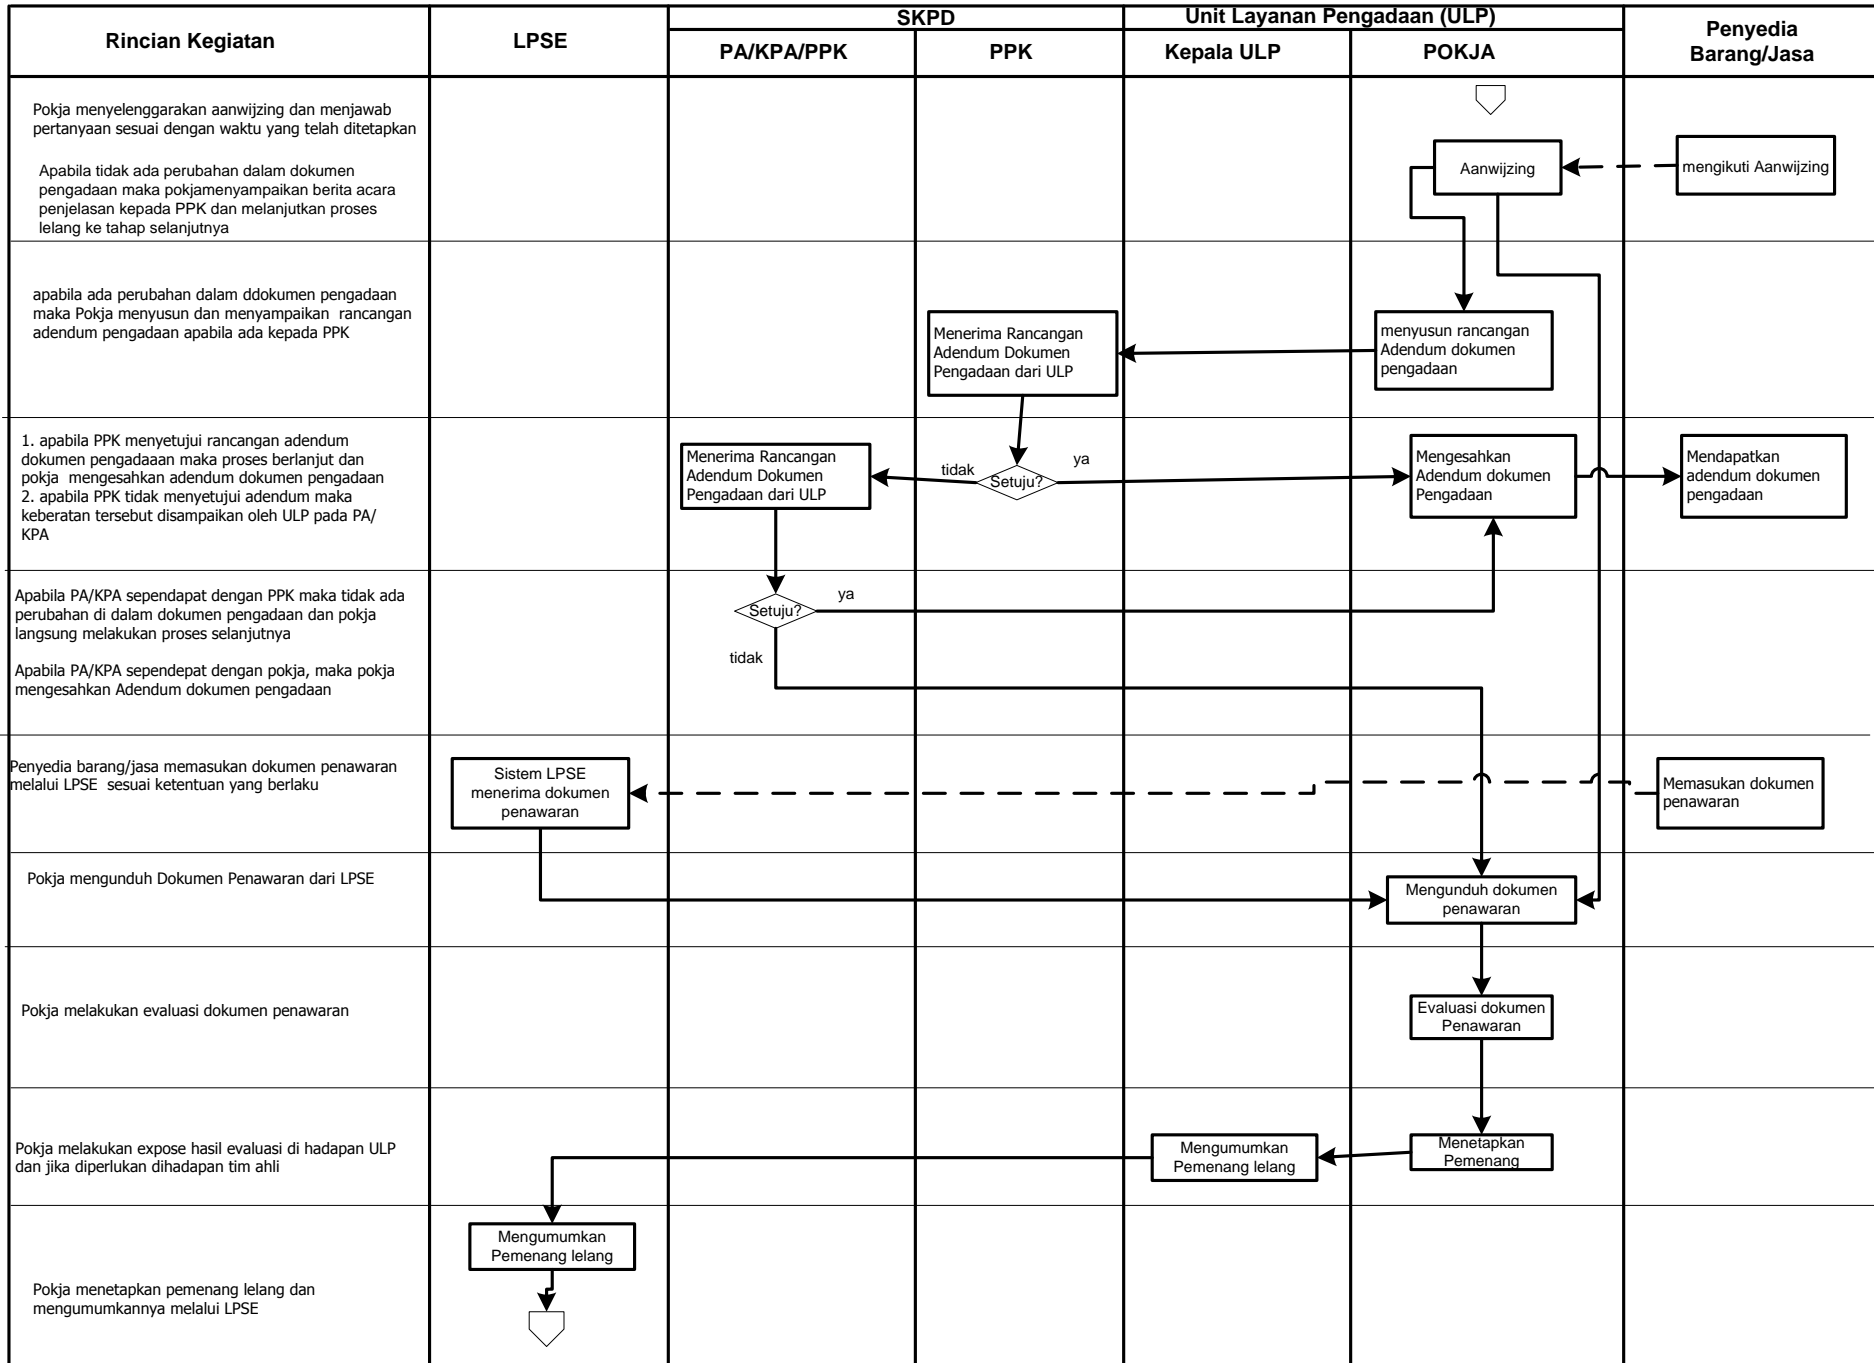 Rincian Kegiatan
LPSE
SKPD
PA/KPA/PPK
PPK
Unit Layanan Pengadaan (ULP)
Kepala ULP
POKJA
Penyedia
Barang/Jasa
Pokja menyelenggarakan aanwijzing dan menjawab
pertanyaan sesuai dengan waktu yang telah ditetapkan
Apabila tidak ada perubahan dalam dokumen
pengadaan maka pokjamenyampaikan berita acara
penjelasan kepada PPK dan melanjutkan proses
lelang ke tahap selanjutnya
Aanwijzing
mengikuti Aanwijzing
apabila ada perubahan dalam ddokumen pengadaan
maka Pokja menyusun dan menyampaikan  rancangan
adendum pengadaan apabila ada kepada PPK
Menerima Rancangan
Adendum Dokumen
Pengadaan dari ULP
menyusun rancangan
Adendum dokumen
pengadaan
1. apabila PPK menyetujui rancangan adendum
dokumen pengadaaan maka proses berlanjut dan
pokja  mengesahkan adendum dokumen pengadaan
2. apabila PPK tidak menyetujui adendum maka
keberatan tersebut disampaikan oleh ULP pada PA/
KPA
Menerima Rancangan
Adendum Dokumen
Pengadaan dari ULP
tidak
Setuju?
ya
Mengesahkan
Adendum dokumen
Pengadaan
Mendapatkan
adendum dokumen
pengadaan
Apabila PA/KPA sependapat dengan PPK maka tidak ada
perubahan di dalam dokumen pengadaan dan pokja
langsung melakukan proses selanjutnya
Apabila PA/KPA sependepat dengan pokja, maka pokja
mengesahkan Adendum dokumen pengadaan
Setuju?
ya
tidak
Penyedia barang/jasa memasukan dokumen penawaran
melalui LPSE  sesuai ketentuan yang berlaku
Sistem LPSE
menerima dokumen
penawaran
Memasukan dokumen
penawaran
Pokja mengunduh Dokumen Penawaran dari LPSE
Mengunduh dokumen
penawaran
Pokja melakukan evaluasi dokumen penawaran
Evaluasi dokumen
Penawaran
Pokja melakukan expose hasil evaluasi di hadapan ULP
dan jika diperlukan dihadapan tim ahli
Mengumumkan
Pemenang lelang
Menetapkan
Pemenang
Pokja menetapkan pemenang lelang dan
mengumumkannya melalui LPSE
Mengumumkan
Pemenang lelang